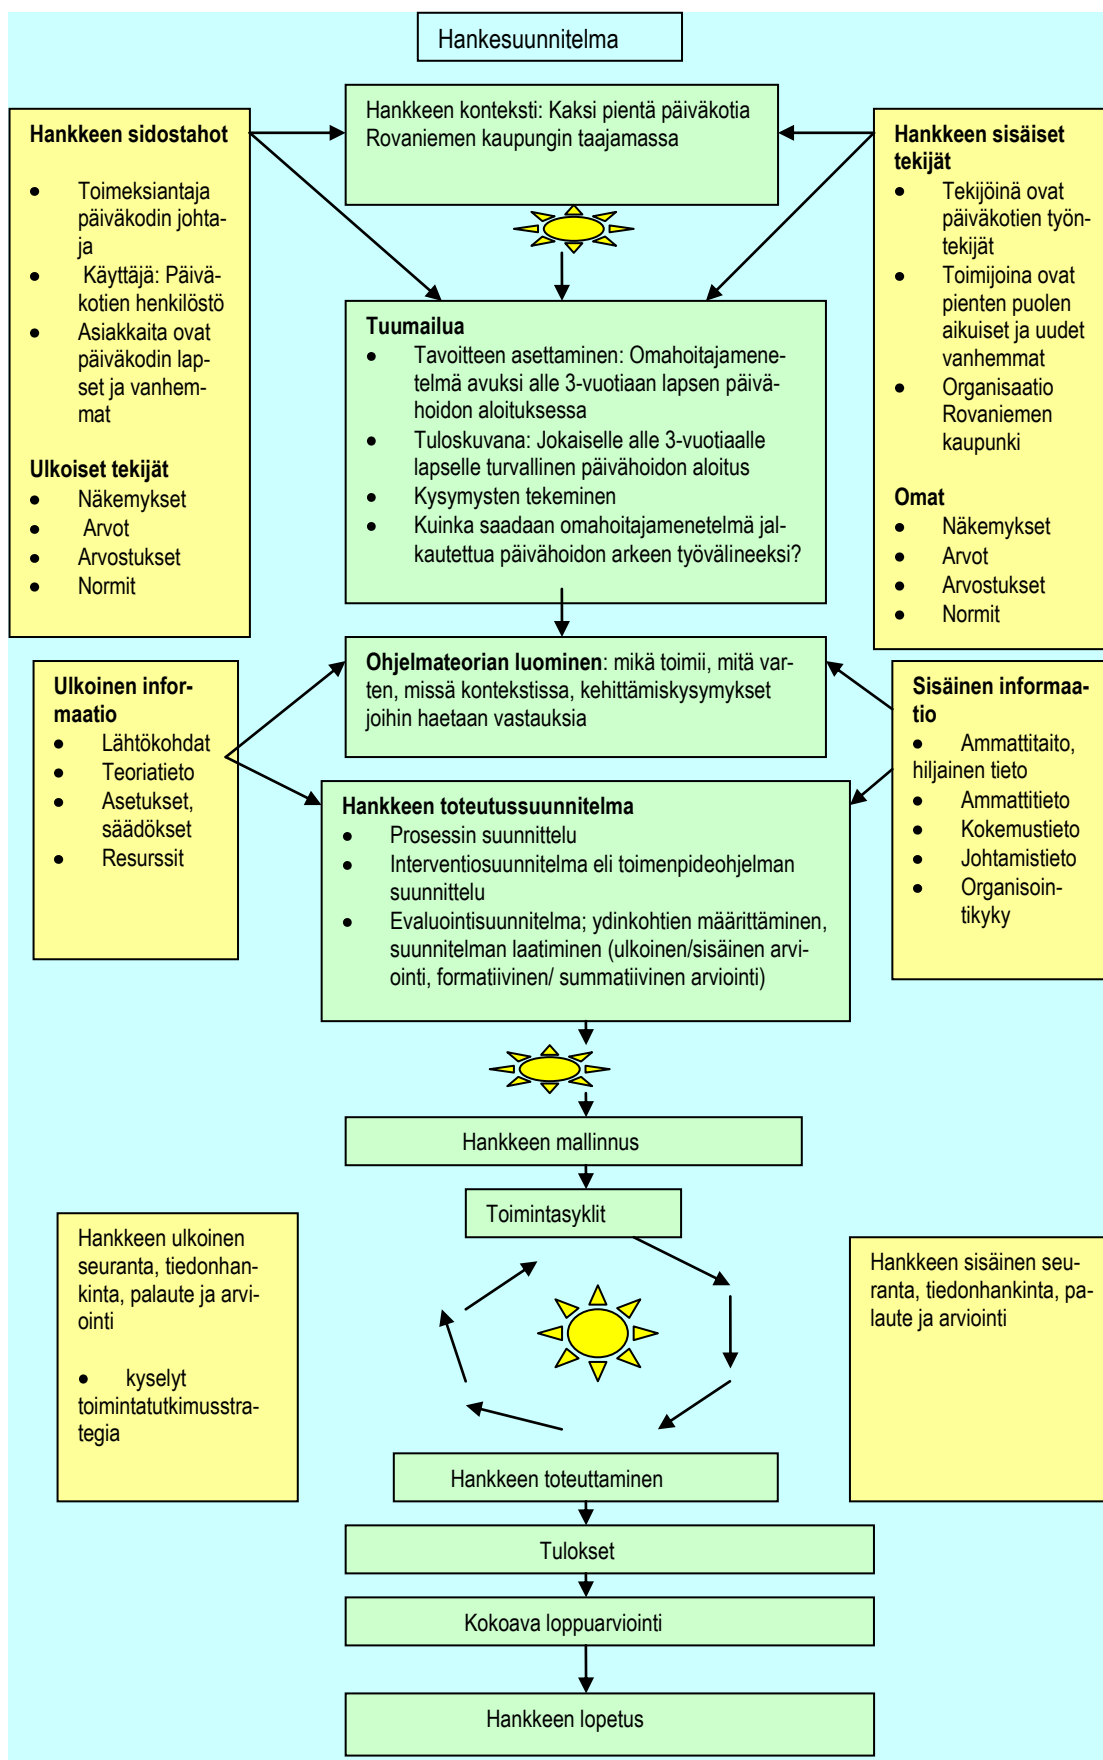 Hankesuunnitelma
Hankkeen konteksti: Kaksi pientä päiväkotia
Rovaniemen kaupungin taajamassa
Hankkeen sidostahot
• Toimeksiantaja
päiväkodin johta-
ja
• Käyttäjä: Päivä-
kotien henkilöstö
• Asiakkaita ovat
päiväkodin lap-
set ja vanhem-
mat
Ulkoiset tekijät
• Näkemykset
• Arvot
• Arvostukset
• Normit
Hankkeen sisäiset
tekijät
• Tekijöinä ovat
päiväkotien työn-
tekijät
• Toimijoina ovat
pienten puolen
aikuiset ja uudet
vanhemmat
• Organisaatio
Rovaniemen
kaupunki
Omat
• Näkemykset
• Arvot
• Arvostukset
• Normit
Tuumailua
• Tavoitteen asettaminen: Omahoitajamene-
telmä avuksi alle 3-vuotiaan lapsen päivä-
hoidon aloituksessa
• Tuloskuvana: Jokaiselle alle 3-vuotiaalle
lapselle turvallinen päivähoidon aloitus
• Kysymysten tekeminen
• Kuinka saadaan omahoitajamenetelmä jal-
kautettua päivähoidon arkeen työvälineeksi?
Ohjelmateorian luominen: mikä toimii, mitä var-
ten, missä kontekstissa, kehittämiskysymykset
joihin haetaan vastauksia
Ulkoinen infor-
maatio
• Lähtökohdat
• Teoriatieto
• Asetukset,
säädökset
• Resurssit
Sisäinen informaa-
tio
• Ammattitaito,
hiljainen tieto
• Ammattitieto
• Kokemustieto
• Johtamistieto
• Organisoin-
tikyky
Hankkeen toteutussuunnitelma
• Prosessin suunnittelu
• Interventiosuunnitelma eli toimenpideohjelman
suunnittelu
• Evaluointisuunnitelma; ydinkohtien määrittäminen,
suunnitelman laatiminen (ulkoinen/sisäinen arvi-
ointi, formatiivinen/ summatiivinen arviointi)
Hankkeen mallinnus
Toimintasyklit
Hankkeen ulkoinen
seuranta, tiedonhan-
kinta, palaute ja arvi-
ointi
• kyselyt
toimintatutkimusstra-
tegia
Hankkeen sisäinen seu-
ranta, tiedonhankinta, pa-
laute ja arviointi
Hankkeen toteuttaminen
Tulokset
Kokoava loppuarviointi
Hankkeen lopetus